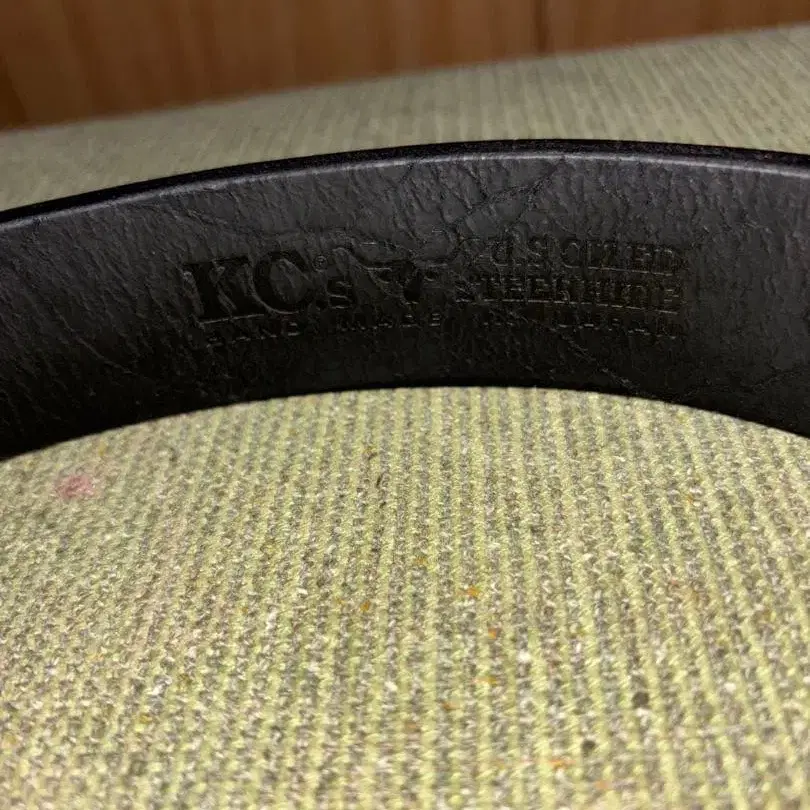 KC,s® U.S OILED
STEERHIDE
HAND MADE IN JAPAN